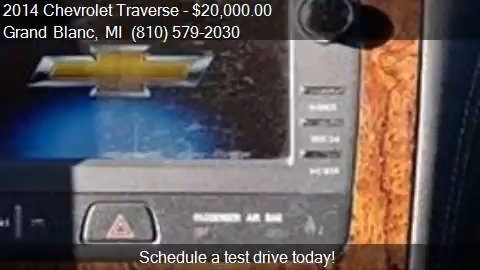 2014 Chevrolet Traverse - $20,000.00
Grand Blanc, MI (810) 579-2030
PASSENGER AIR BAG
Schedule a test drive today!